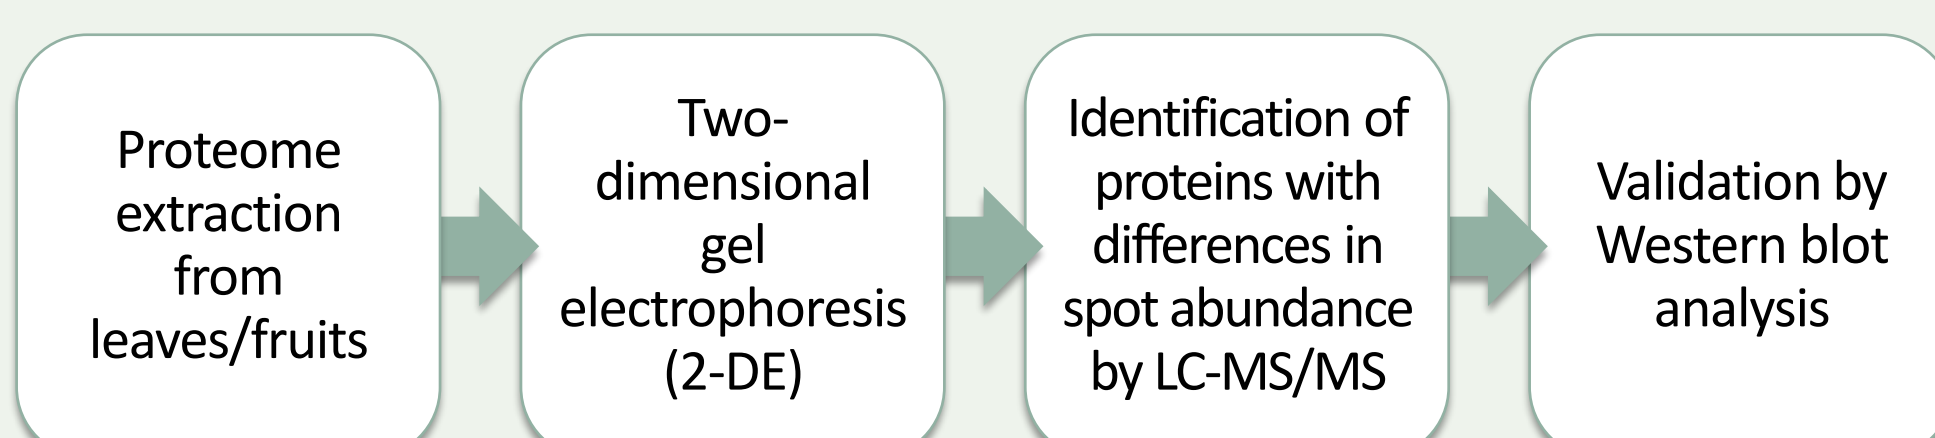 Proteome
extraction
from
leaves/fruits
Two-
dimensional
gel
electrophoresis
(2-DE)
Identification of
proteins with
differences in
spot abundance
by LC-MS/MS
Validation by
Western blot
analysis